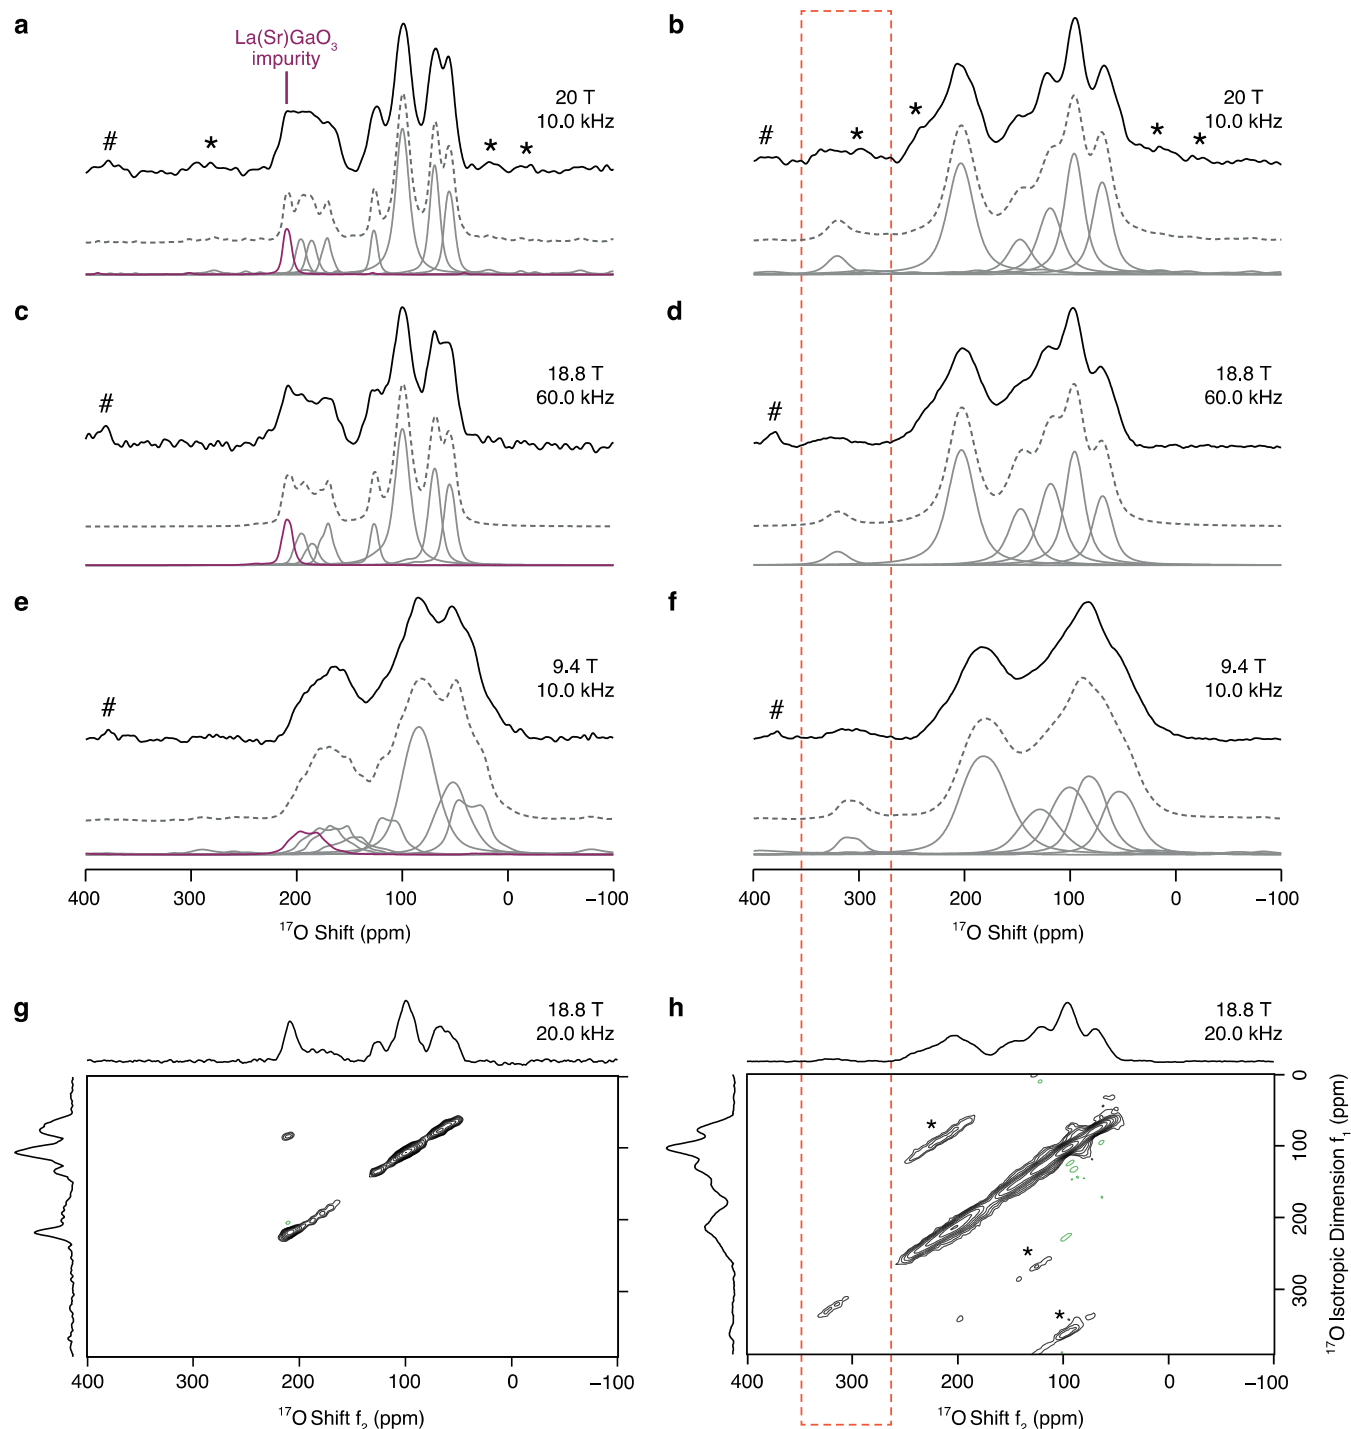 a
La(Sr)GaO₃
impurity
20 T
10.0 kHz
#
*
*
*
b
20 T
10.0 kHz
#
*
*
*
*
c
18.8 T
60.0 kHz
#
d
18.8 T
60.0 kHz
#
e
9.4 T
10.0 kHz
#
400 300 200 100 0 −100
¹⁷O Shift (ppm)
f
9.4 T
10.0 kHz
#
400 300 200 100 0 −100
¹⁷O Shift (ppm)
g
18.8 T
20.0 kHz
400 300 200 100 0 −100
¹⁷O Shift f₂ (ppm)
h
18.8 T
20.0 kHz
*
*
*
0
100
200
300
¹⁷O Isotropic Dimension f₁ (ppm)
400 300 200 100 0 −100
¹⁷O Shift f₂ (ppm)